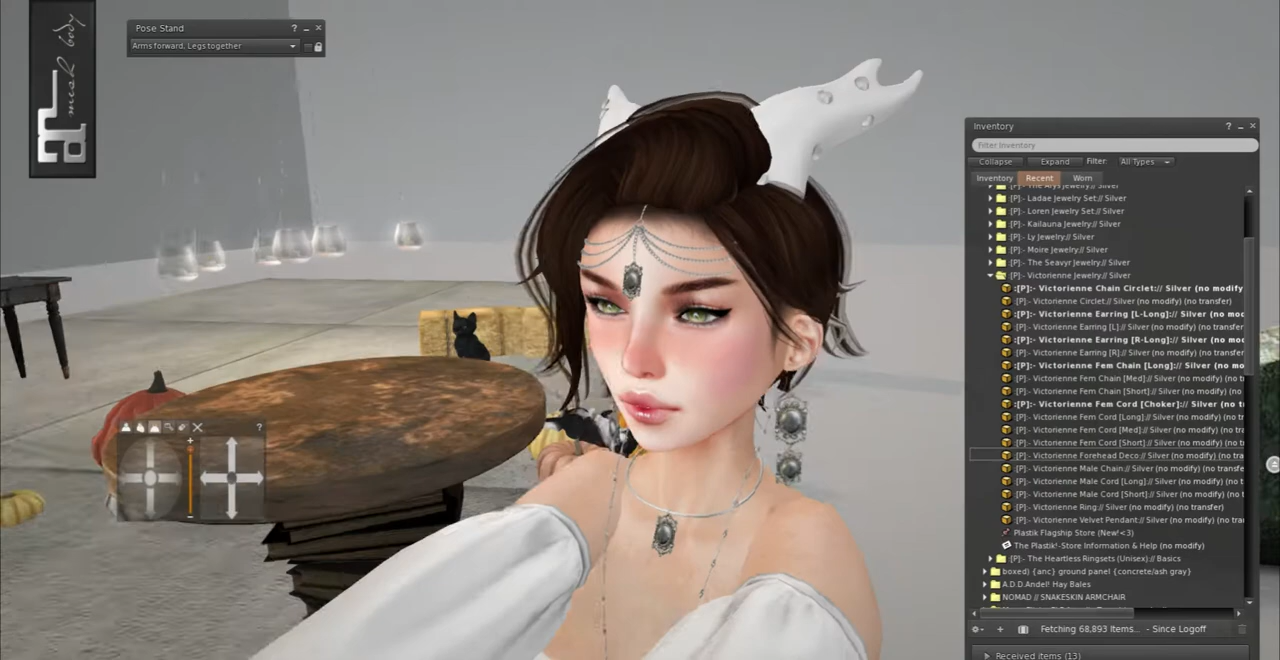 mesh body
Pose Stand
Arms forward, Legs together
Inventory
Filter Inventory
Collapse Expand Filter: All Types
Inventory Recent Worn
[P]:- The Arys Jewelry// Silver
[P]:- Ladae Jewelry Set:// Silver
[P]:- Loren Jewelry Set:// Silver
[P]:- Kailauna Jewelry:// Silver
[P]:- Ly Jewelry:// Silver
[P]:- Moire Jewelry:// Silver
[P]:- The Seavyr Jewelry:// Silver
[P]:- Victorienne Jewelry:// Silver
:[P]:- Victorienne Chain Circlet:// Silver (no modify
[P]:- Victorienne Circlet:// Silver (no modify) (no transfer)
:[P]:- Victorienne Earring [L-Long]:// Silver (no mo
[P]:- Victorienne Earring [L]:// Silver (no modify) (no transfer
:[P]:- Victorienne Earring [R-Long]:// Silver (no mo
[P]:- Victorienne Earring [R]:// Silver (no modify) (no transfer
:[P]:- Victorienne Fem Chain [Long]:// Silver (no mo
[P]:- Victorienne Fem Chain [Med]:// Silver (no modify) (no t
[P]:- Victorienne Fem Chain [Short]:// Silver (no modify) (no
:[P]:- Victorienne Fem Cord [Choker]:// Silver (no t
[P]:- Victorienne Fem Cord [Long]:// Silver (no modify) (no tr
[P]:- Victorienne Fem Cord [Med]:// Silver (no modify) (no tr
[P]:- Victorienne Fem Cord [Short]:// Silver (no modify) (no t
[P]:- Victorienne Forehead Deco:// Silver (no modify) (no tra
[P]:- Victorienne Male Chain:// Silver (no modify) (no transfe
[P]:- Victorienne Male Cord [Long]:// Silver (no modify) (no t
[P]:- Victorienne Male Cord [Short]:// Silver (no modify) (no t
[P]:- Victorienne Ring:// Silver (no modify) (no transfer)
[P]:- Victorienne Velvet Pendant:// Silver (no modify) (no tra
Plastik Flagship Store (New!<3)
The Plastik!-Store Information & Help (no modify)
[P]:- The Heartless Ringsets (Unisex):// Basics
boxed) {anc} ground panel {concrete/ash gray}
A.D.D.Andel! Hay Bales
NOMAD // SNAKESKIN ARMCHAIR
Fetching 68,893 Items... - Since Logoff
Received items (13)